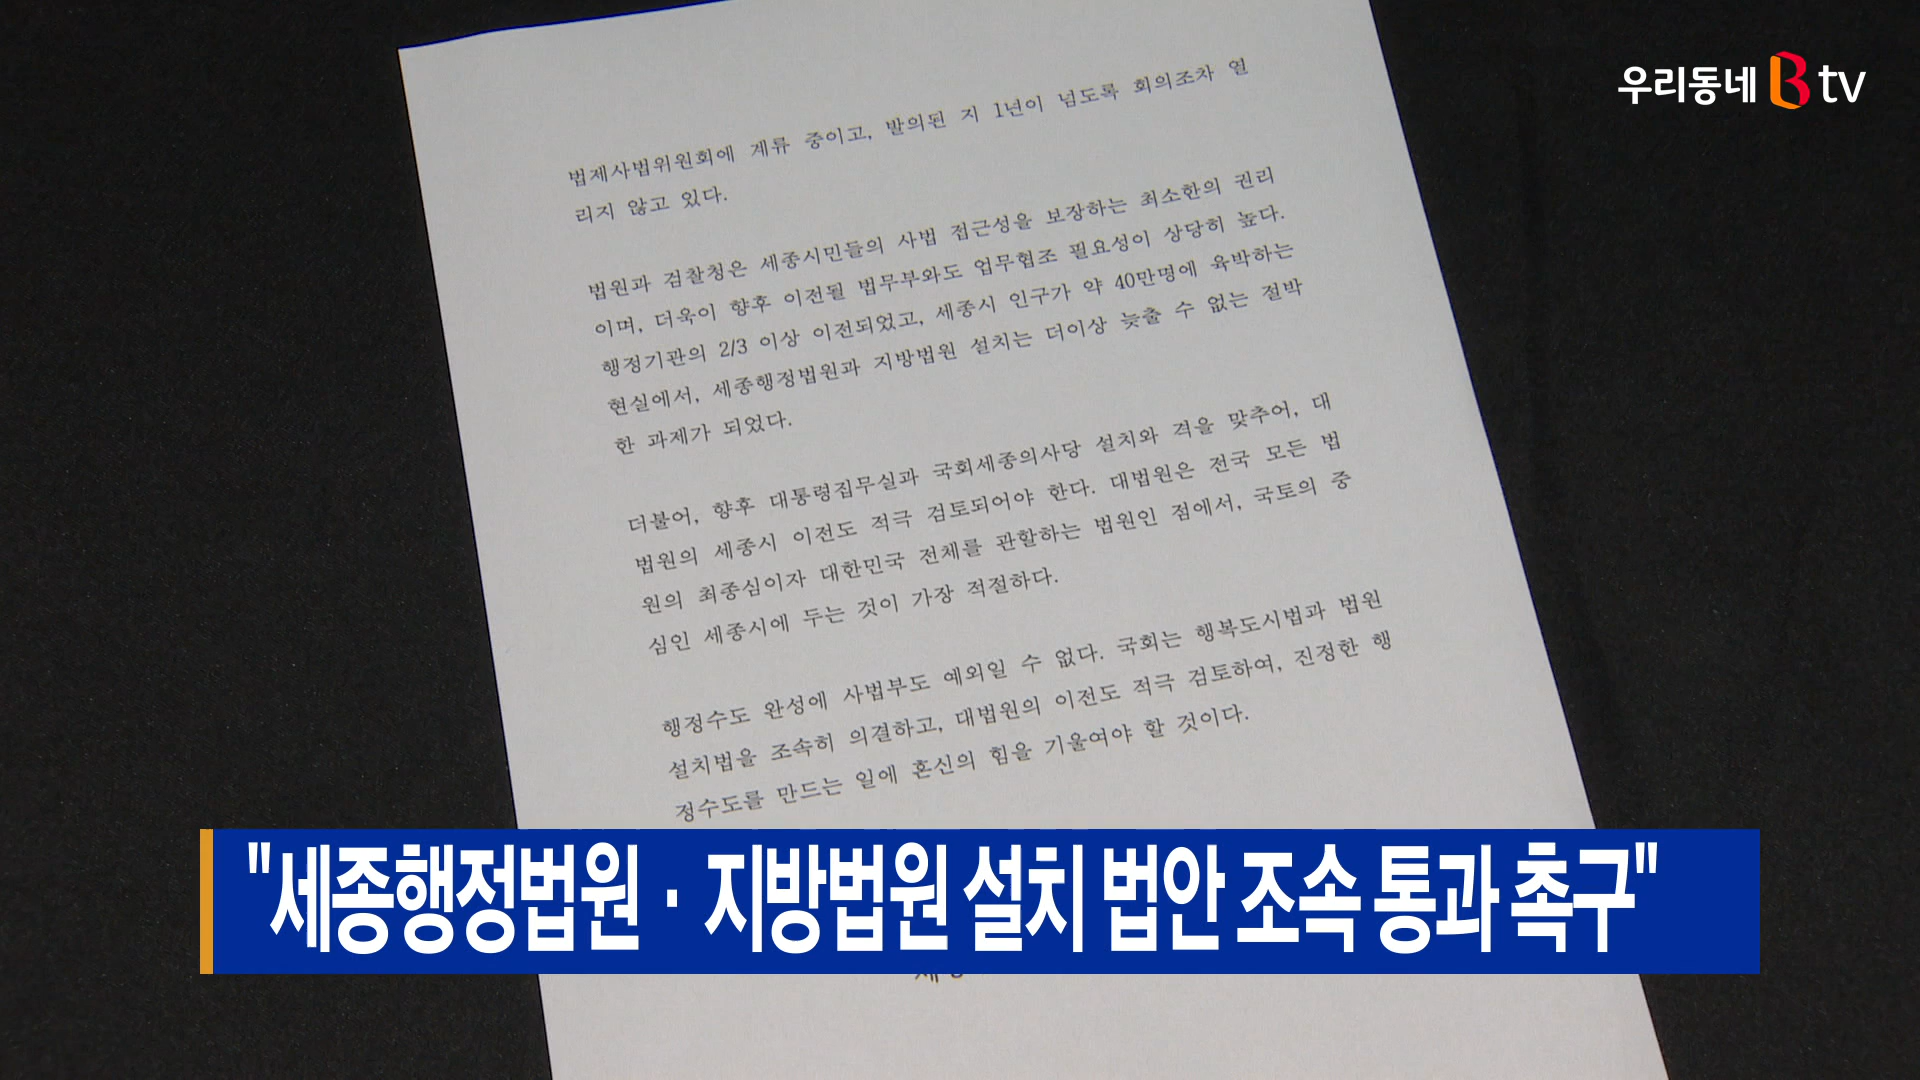 우리동네 B tv
법제사법위원회에 계류 중이고, 발의된 지 1년이 넘도록 회의조차 열
리지 않고 있다.
법원과 검찰청은 세종시민들의 사법 접근성을 보장하는 최소한의 권리
이며, 더욱이 향후 이전될 법무부와도 업무협조 필요성이 상당히 높다.
행정기관의 2/3 이상 이전되었고, 세종시 인구가 약 40만명에 육박하는
현실에서, 세종행정법원과 지방법원 설치는 더이상 늦출 수 없는 절박
한 과제가 되었다.
더불어, 향후 대통령집무실과 국회세종의사당 설치와 격을 맞추어, 대
법원의 세종시 이전도 적극 검토되어야 한다. 대법원은 전국 모든 법
원의 최종심이자 대한민국 전체를 관할하는 법원인 점에서, 국토의 중
심인 세종시에 두는 것이 가장 적절하다.
행정수도 완성에 사법부도 예외일 수 없다. 국회는 행복도시법과 법원
설치법을 조속히 의결하고, 대법원의 이전도 적극 검토하여, 진정한 행
정수도를 만드는 일에 혼신의 힘을 기울여야 할 것이다.
"세종행정법원 · 지방법원 설치 법안 조속 통과 촉구"